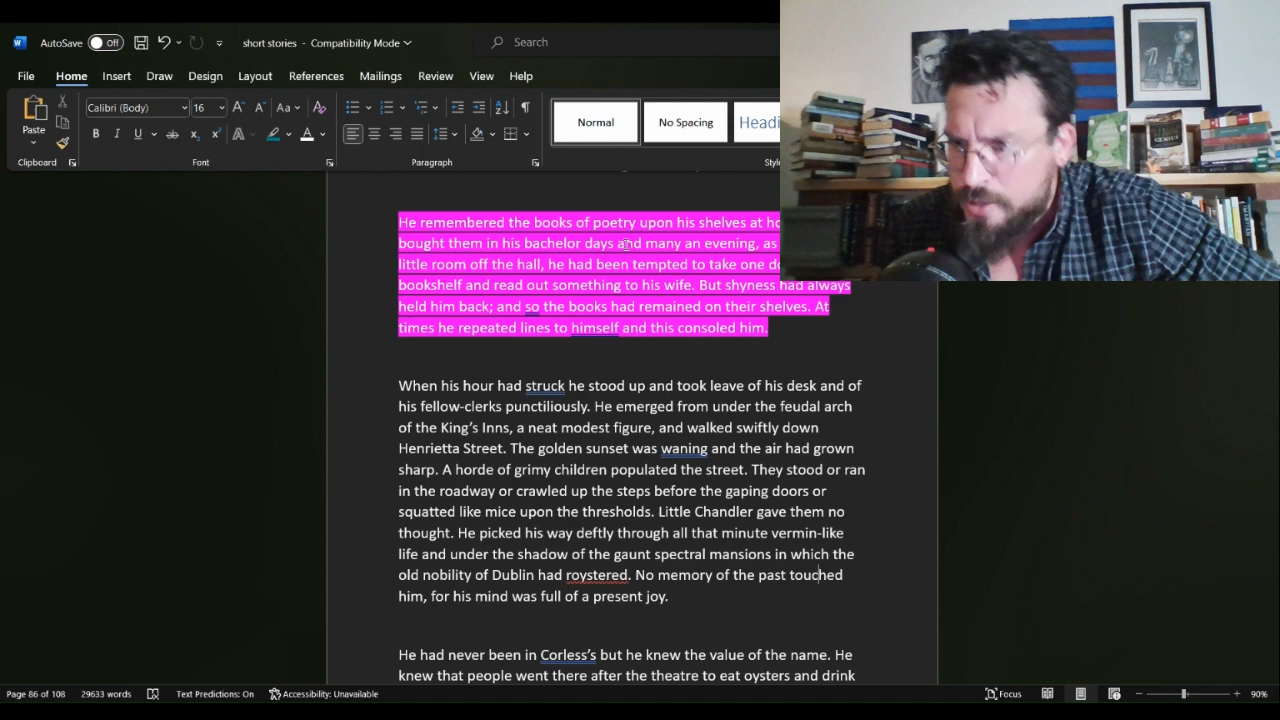 AutoSave Off short stories - Compatibility Mode Search
File Home Insert Draw Design Layout References Mailings Review View Help
Paste
Calibri (Body) 16 A A Aa A
B I U ab x₂ x² A A
Normal No Spacing Headi
Clipboard Font Paragraph Style
He remembered the books of poetry upon his shelves at ho
bought them in his bachelor days and many an evening, as
little room off the hall, he had been tempted to take one do
bookshelf and read out something to his wife. But shyness had always
held him back; and so the books had remained on their shelves. At
times he repeated lines to himself and this consoled him.
When his hour had struck he stood up and took leave of his desk and of
his fellow-clerks punctiliously. He emerged from under the feudal arch
of the King's Inns, a neat modest figure, and walked swiftly down
Henrietta Street. The golden sunset was waning and the air had grown
sharp. A horde of grimy children populated the street. They stood or ran
in the roadway or crawled up the steps before the gaping doors or
squatted like mice upon the thresholds. Little Chandler gave them no
thought. He picked his way deftly through all that minute vermin-like
life and under the shadow of the gaunt spectral mansions in which the
old nobility of Dublin had roystered. No memory of the past touched
him, for his mind was full of a present joy.
He had never been in Corless's but he knew the value of the name. He
knew that people went there after the theatre to eat oysters and drink
Page 86 of 108 29633 words Text Predictions: On Accessibility: Unavailable Focus 90%